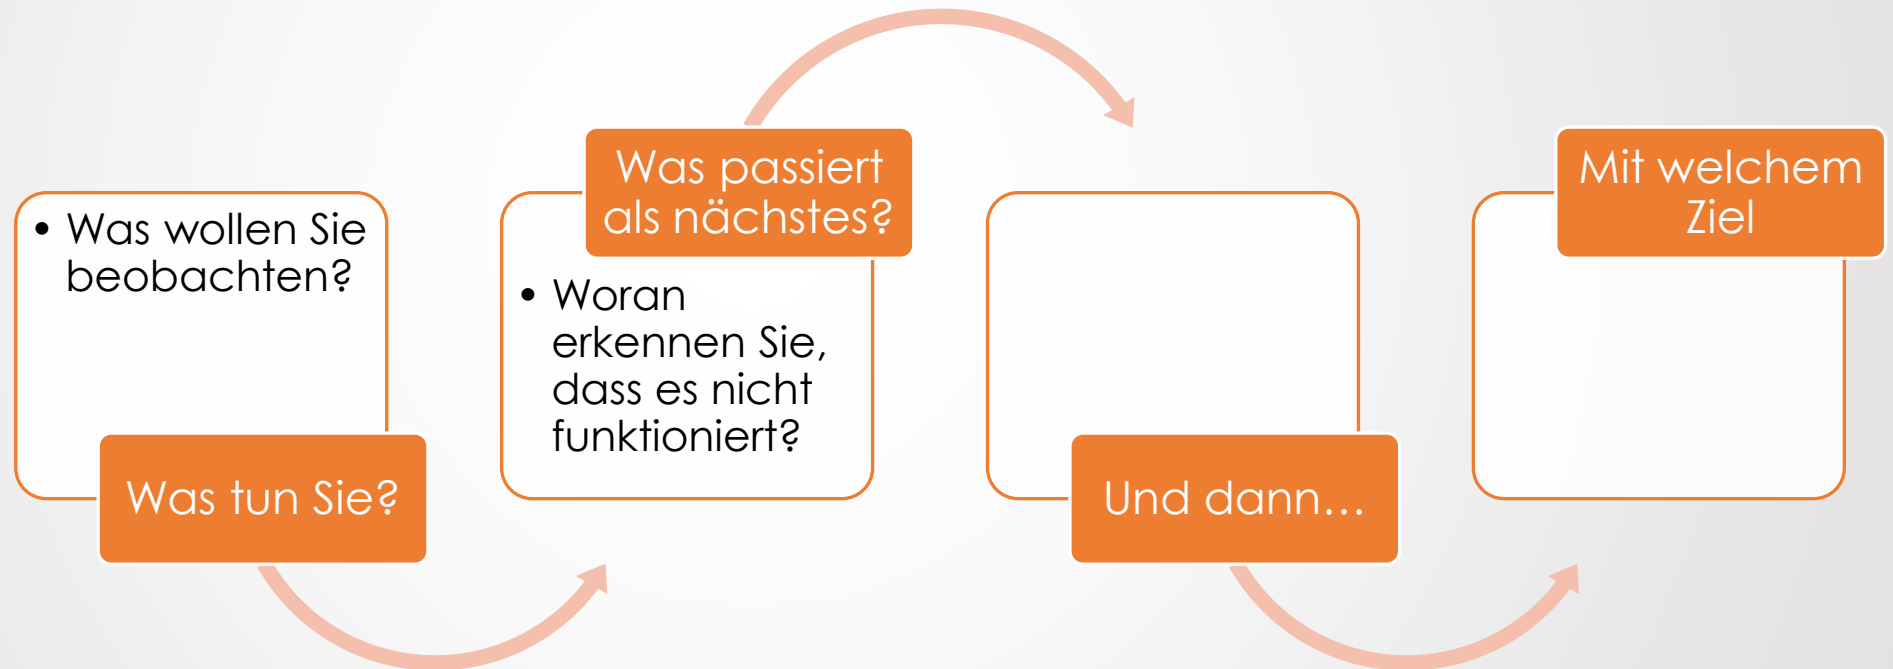 • Was wollen Sie
beobachten?
Was tun Sie?
Was passiert
als nächstes?
• Woran
erkennen Sie,
dass es nicht
funktioniert?
Und dann…
Mit welchem
Ziel